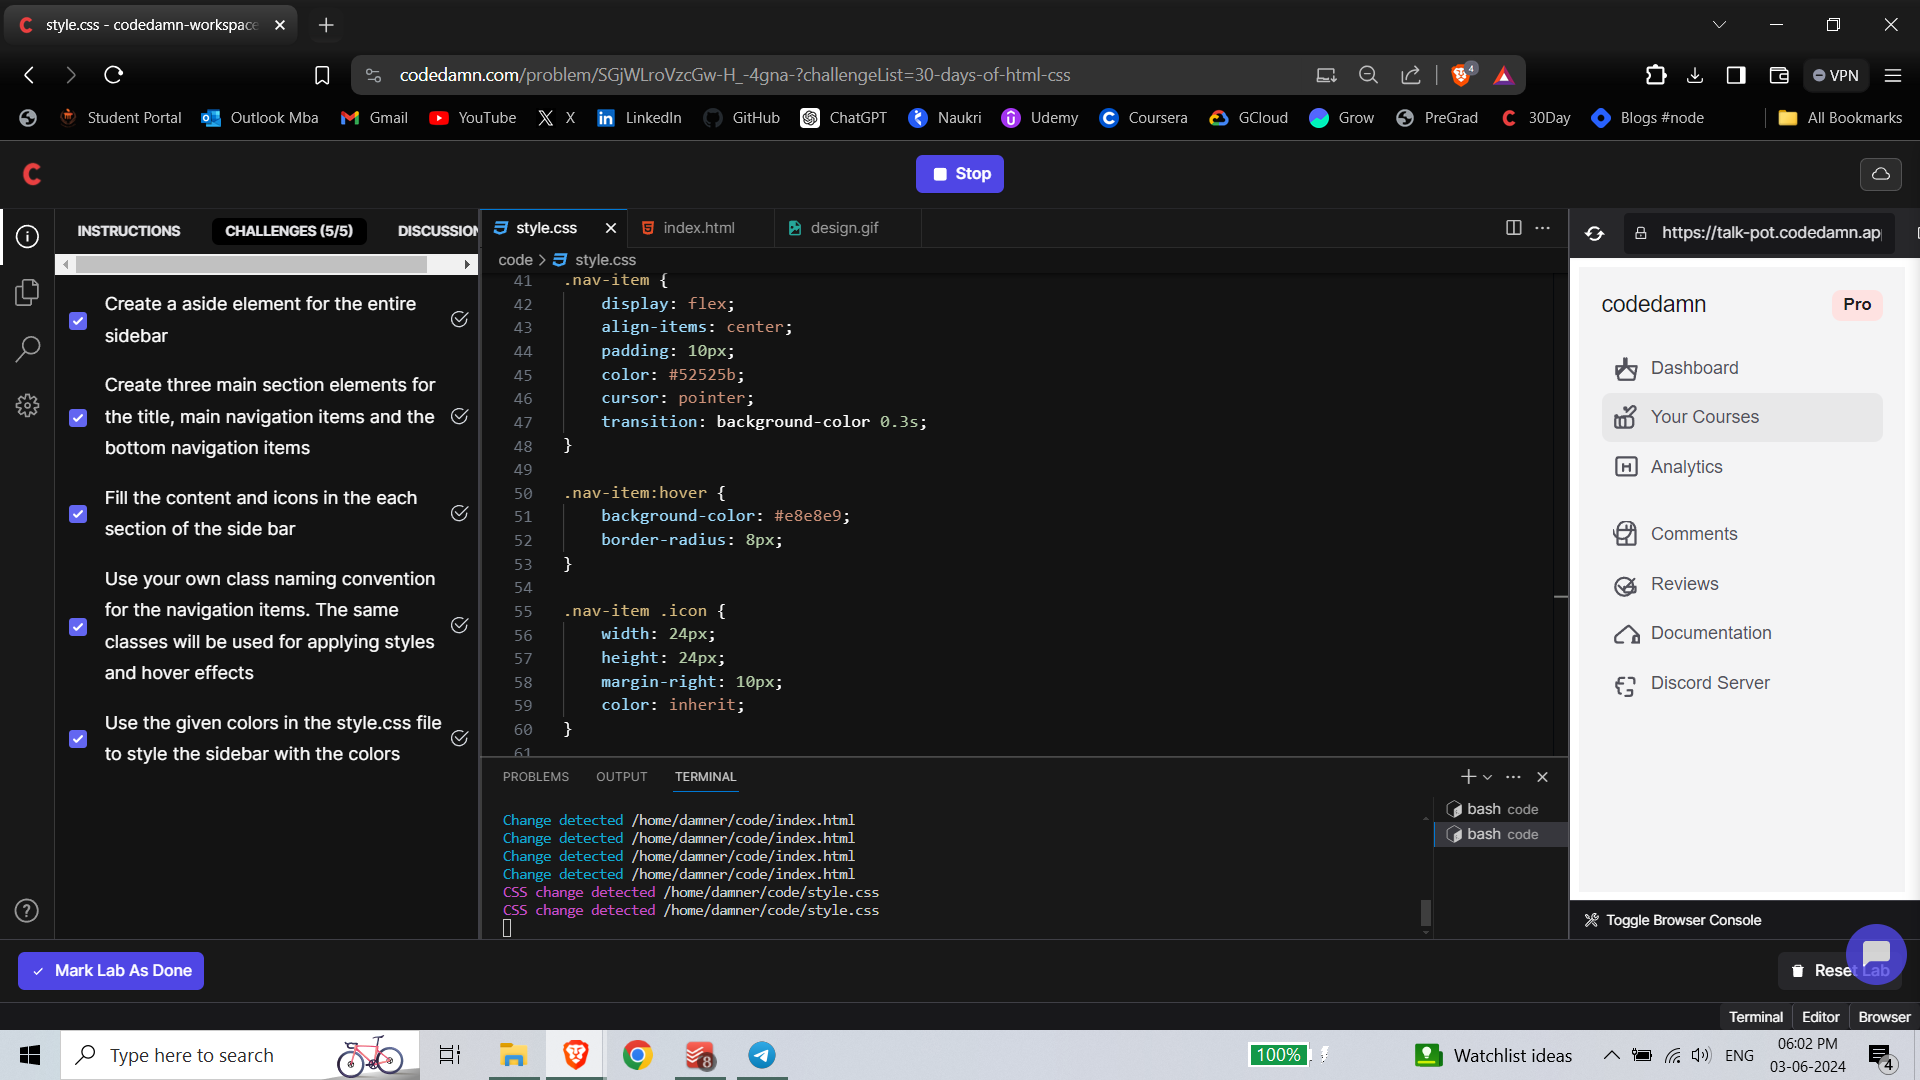 style.css - codedamn-workspace
codedamn.com/problem/SGjWLroVzcGw-H_-4gna-?challengeList=30-days-of-html-css
4
VPN
Student Portal
Outlook Mba
Gmail
YouTube
X
LinkedIn
GitHub
ChatGPT
Naukri
Udemy
Coursera
GCloud
Grow
PreGrad
30Day
Blogs #node
All Bookmarks
Stop
INSTRUCTIONS
CHALLENGES (5/5)
DISCUSSION
Create a aside element for the entire
sidebar
Create three main section elements for
the title, main navigation items and the
bottom navigation items
Fill the content and icons in the each
section of the side bar
Use your own class naming convention
for the navigation items. The same
classes will be used for applying styles
and hover effects
Use the given colors in the style.css file
to style the sidebar with the colors
style.css
index.html
design.gif
code > style.css
41 .nav-item {
42 display: flex;
43 align-items: center;
44 padding: 10px;
45 color: #52525b;
46 cursor: pointer;
47 transition: background-color 0.3s;
48 }
49
50 .nav-item:hover {
51 background-color: #e8e8e9;
52 border-radius: 8px;
53 }
54
55 .nav-item .icon {
56 width: 24px;
57 height: 24px;
58 margin-right: 10px;
59 color: inherit;
60 }
61
PROBLEMS
OUTPUT
TERMINAL
Change detected /home/damner/code/index.html
Change detected /home/damner/code/index.html
Change detected /home/damner/code/index.html
Change detected /home/damner/code/index.html
CSS change detected /home/damner/code/style.css
CSS change detected /home/damner/code/style.css
bash code
bash code
https://talk-pot.codedamn.ap
codedamn
Pro
Dashboard
Your Courses
Analytics
Comments
Reviews
Documentation
Discord Server
Toggle Browser Console
Mark Lab As Done
Reset Lab
Terminal
Editor
Browser
Type here to search
8
100%
Watchlist ideas
ENG
06:02 PM
03-06-2024
4